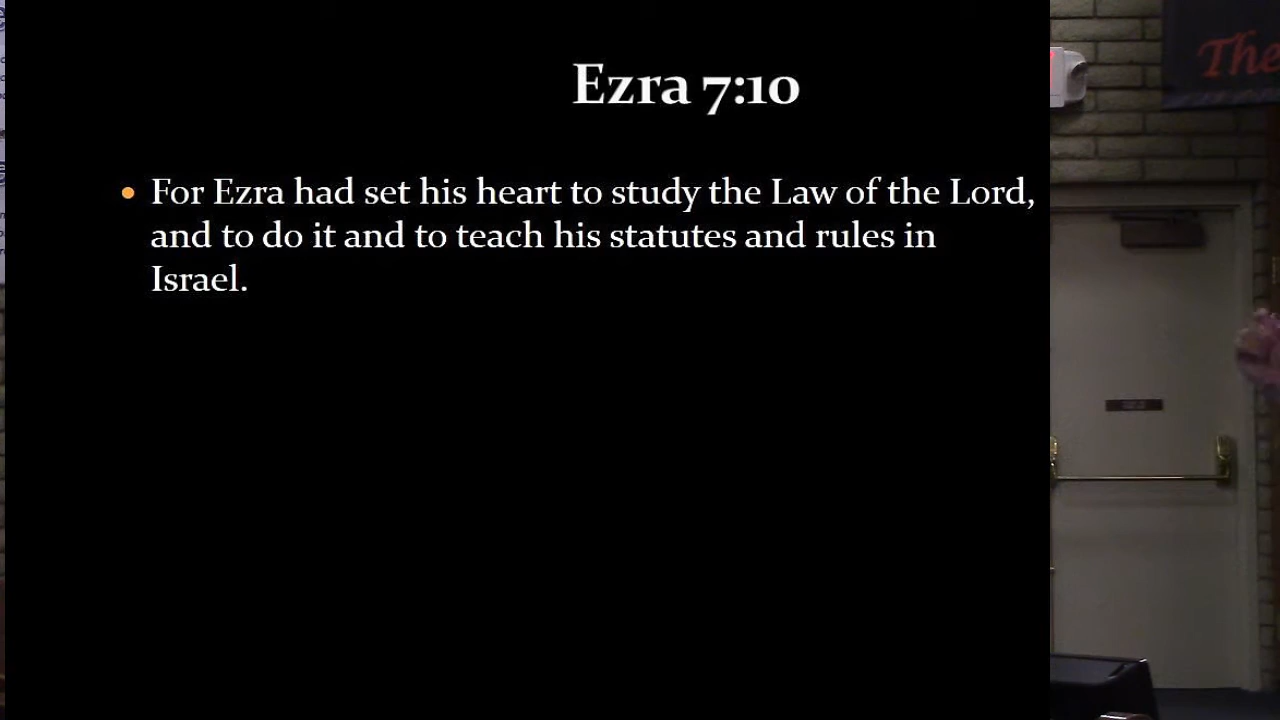 Ezra 7:10
The
• For Ezra had set his heart to study the Law of the Lord,
and to do it and to teach his statutes and rules in
Israel.